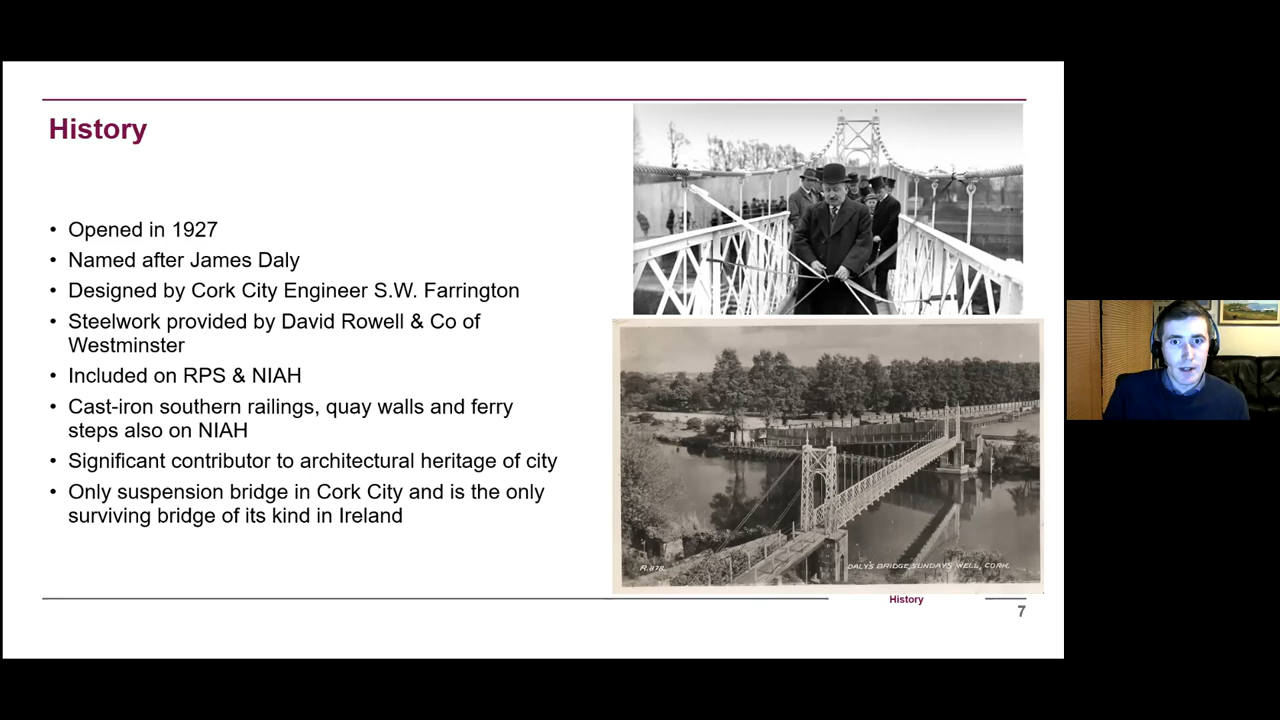 History
• Opened in 1927
• Named after James Daly
• Designed by Cork City Engineer S.W. Farrington
• Steelwork provided by David Rowell & Co of
Westminster
• Included on RPS & NIAH
• Cast-iron southern railings, quay walls and ferry
steps also on NIAH
• Significant contributor to architectural heritage of city
• Only suspension bridge in Cork City and is the only
surviving bridge of its kind in Ireland
R.878.
DALY'S BRIDGE, SUNDAYS WELL, CORK.
History
7